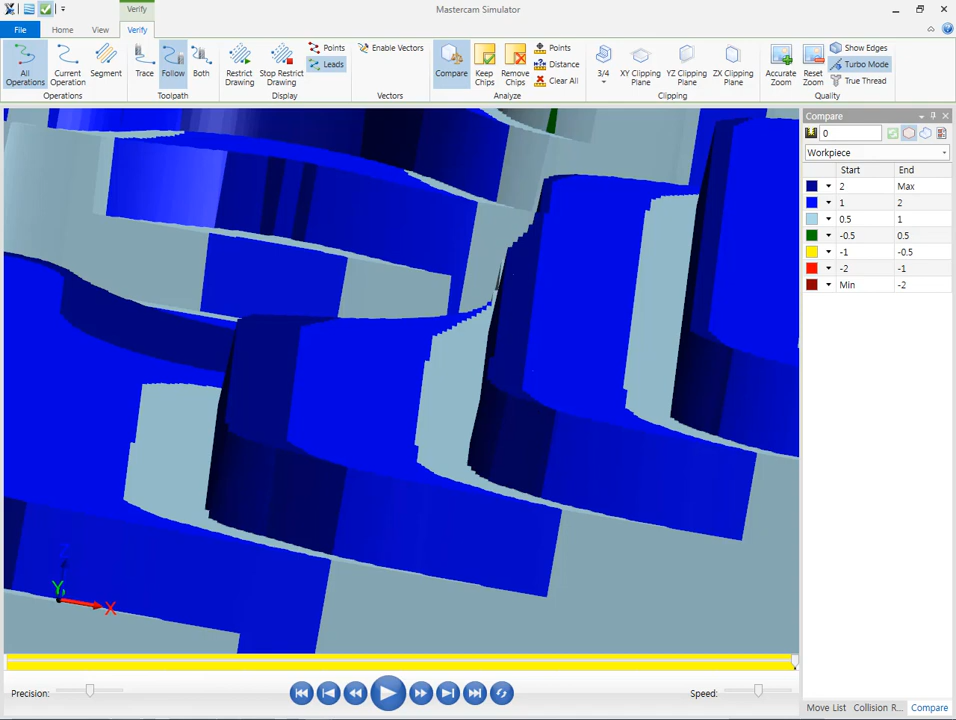 Verify
Mastercam Simulator
File
Home
View
Verify
All Operations
Current Operation
Segment
Operations
Trace
Follow
Both
Toolpath
Restrict Drawing
Stop Restrict Drawing
Points
Leads
Display
Enable Vectors
Vectors
Compare
Keep Chips
Remove Chips
Points
Distance
Clear All
Analyze
3/4
XY Clipping Plane
YZ Clipping Plane
ZX Clipping Plane
Clipping
Accurate Zoom
Reset Zoom
Show Edges
Turbo Mode
True Thread
Quality
Compare
0
Workpiece
Start End
2 Max
1 2
0.5 1
-0.5 0.5
-1 -0.5
-2 -1
Min -2
Z
Y
X
Precision:
Speed:
Move List
Collision R...
Compare